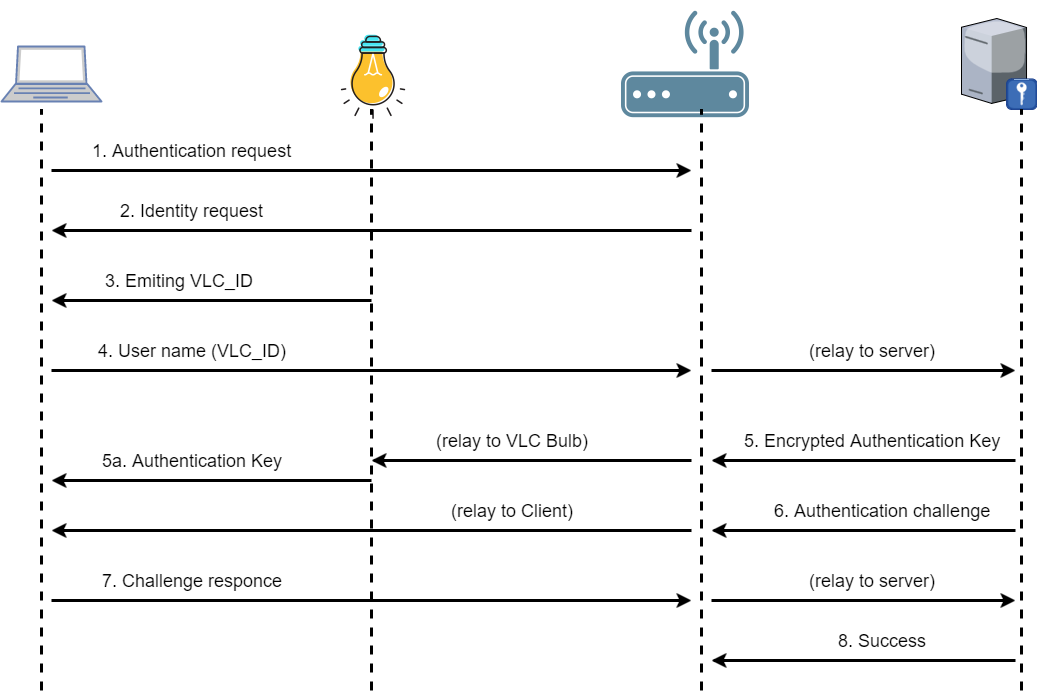 1. Authentication request
2. Identity request
3. Emiting VLC_ID
4. User name (VLC_ID)
(relay to server)
(relay to VLC Bulb)
5. Encrypted Authentication Key
5a. Authentication Key
(relay to Client)
6. Authentication challenge
7. Challenge responce
(relay to server)
8. Success